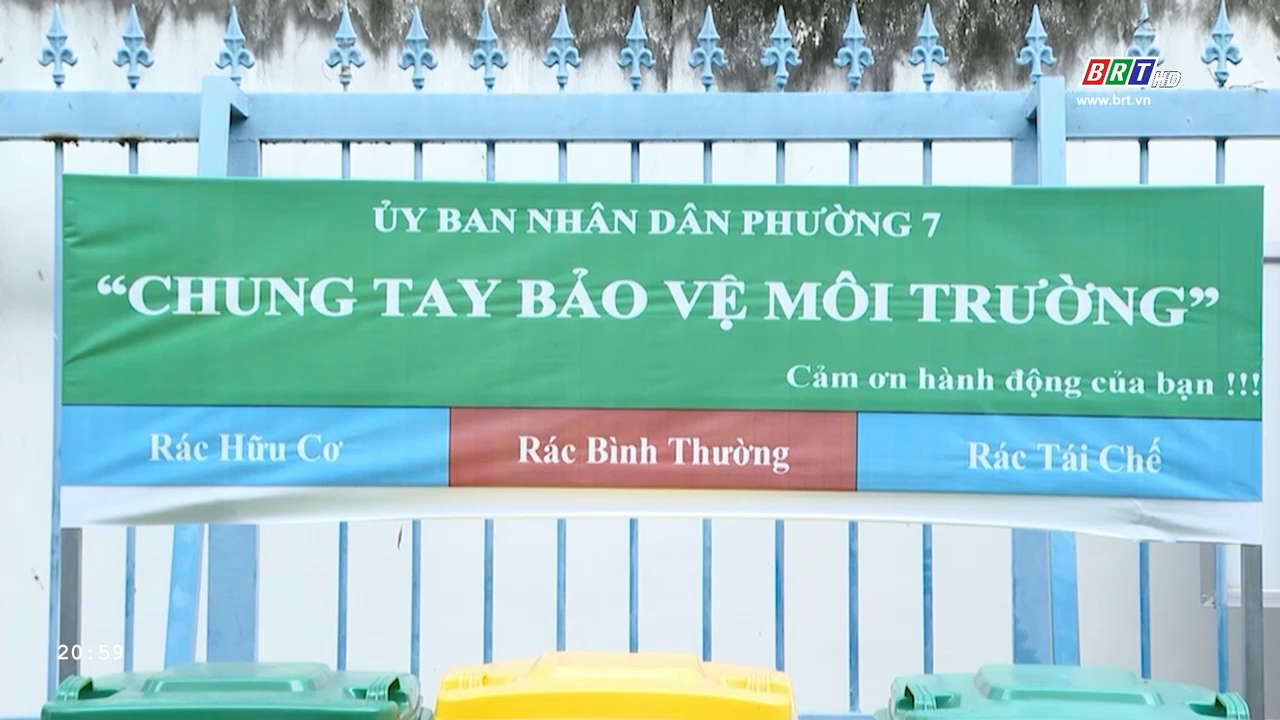 BRT HD
www.brt.vn
ỦY BAN NHÂN DÂN PHƯỜNG 7
“CHUNG TAY BẢO VỆ MÔI TRƯỜNG”
Cảm ơn hành động của bạn !!!
Rác Hữu Cơ
Rác Bình Thường
Rác Tái Chế
20:59